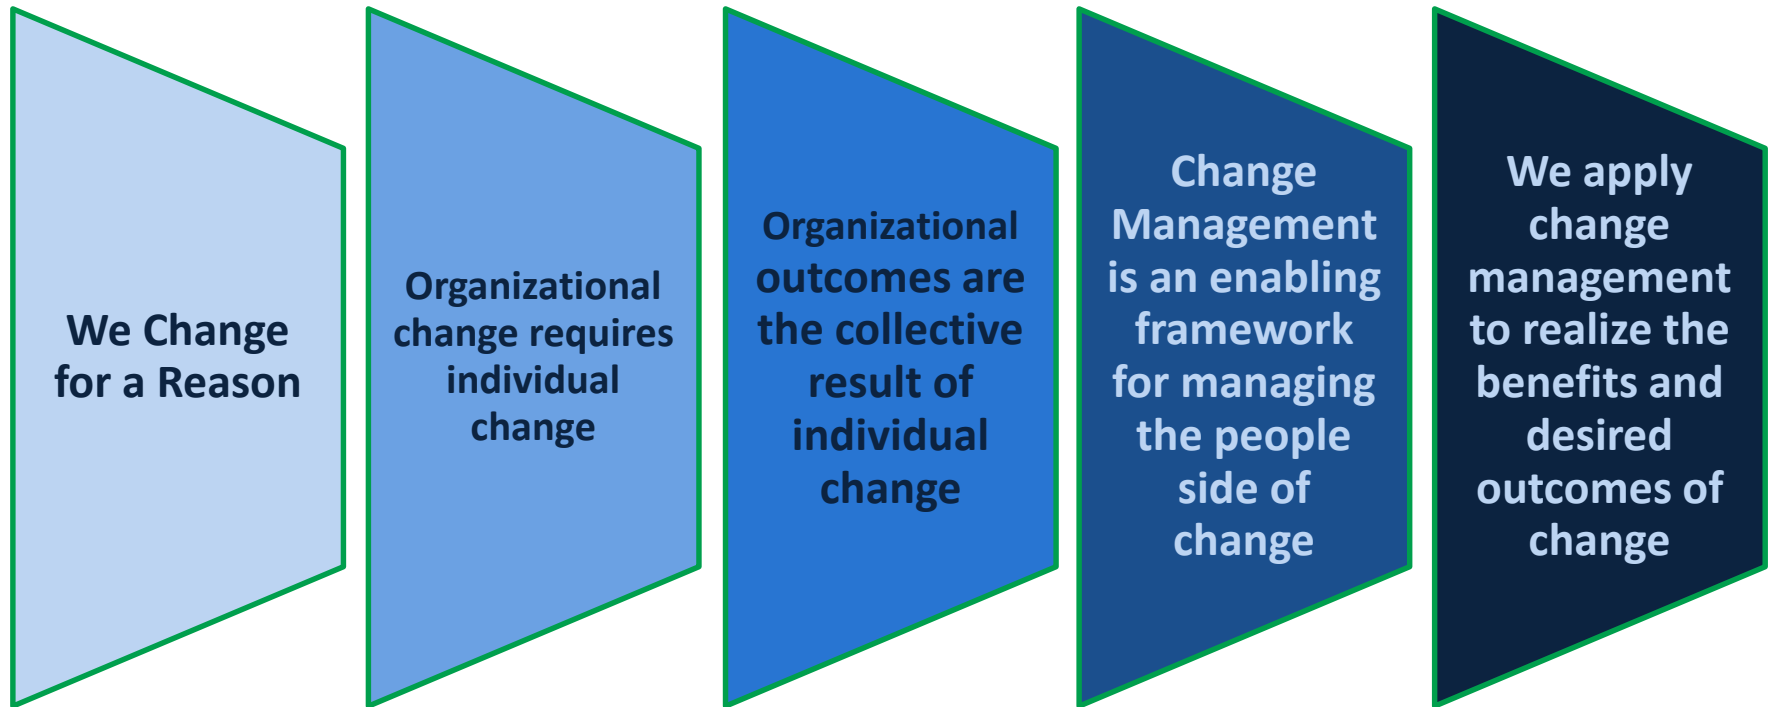 We Change
for a Reason
Organizational
change requires
individual
change
Organizational
outcomes are
the collective
result of
individual
change
Change
Management
is an enabling
framework
for managing
the people
side of
change
We apply
change
management
to realize the
benefits and
desired
outcomes of
change